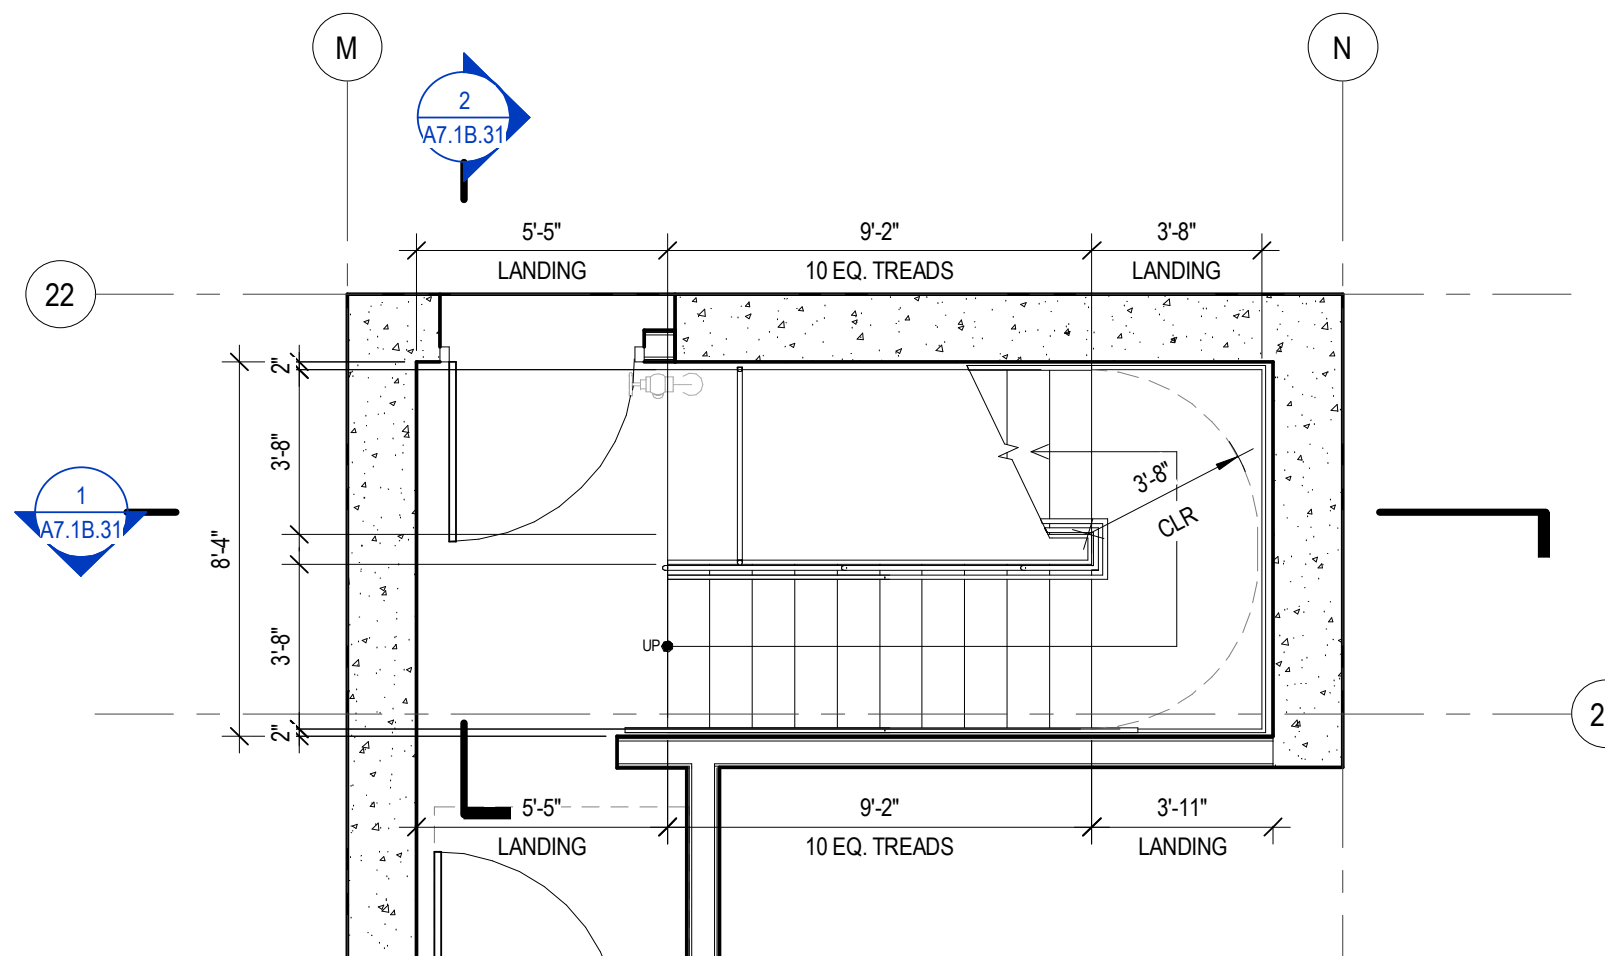 M
N
2
A7.1B.31
5'-5"
9'-2"
3'-8"
LANDING
10 EQ. TREADS
LANDING
22
2"
3'-8"
3'-8"
CLR
1
A7.1B.31
8'-4"
3'-8"
UP
2"
5'-5"
9'-2"
3'-11"
LANDING
10 EQ. TREADS
LANDING